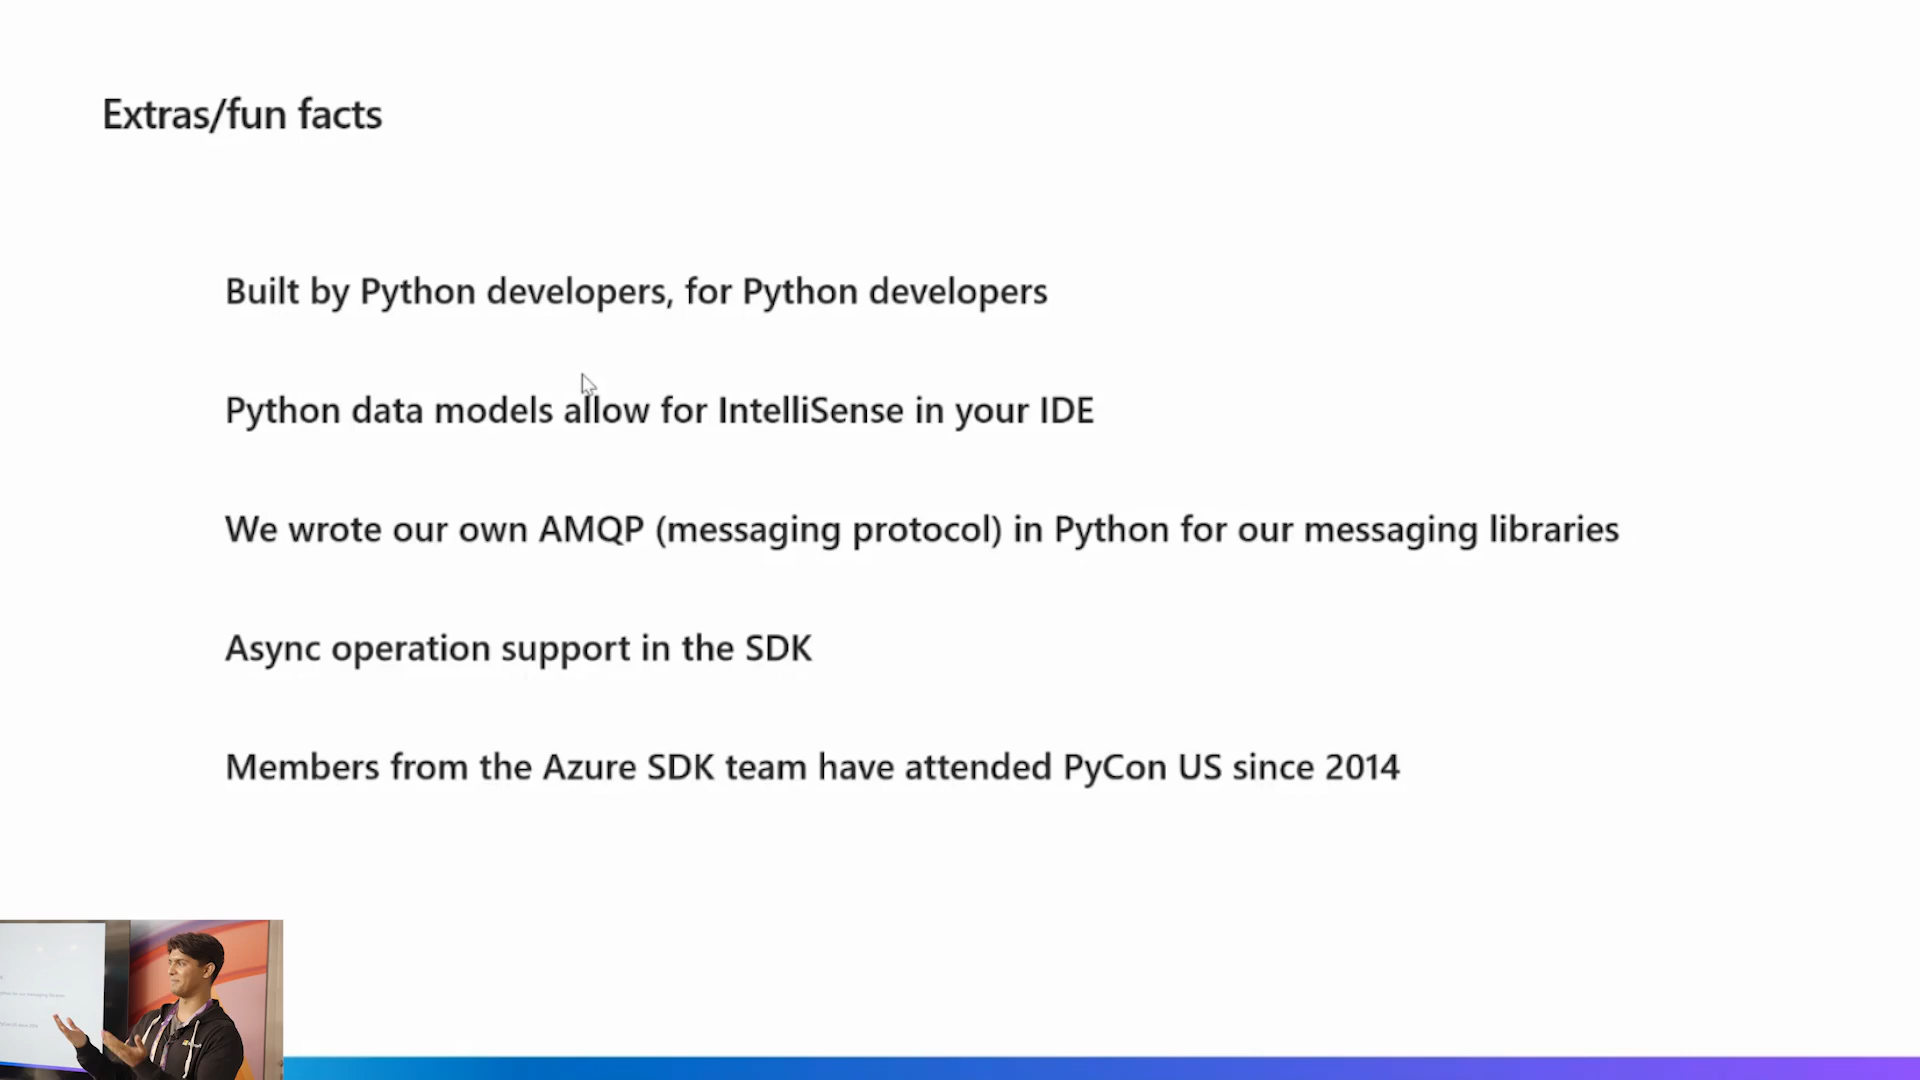 Extras/fun facts
Built by Python developers, for Python developers
Python data models allow for IntelliSense in your IDE
We wrote our own AMQP (messaging protocol) in Python for our messaging libraries
Async operation support in the SDK
Members from the Azure SDK team have attended PyCon US since 2014